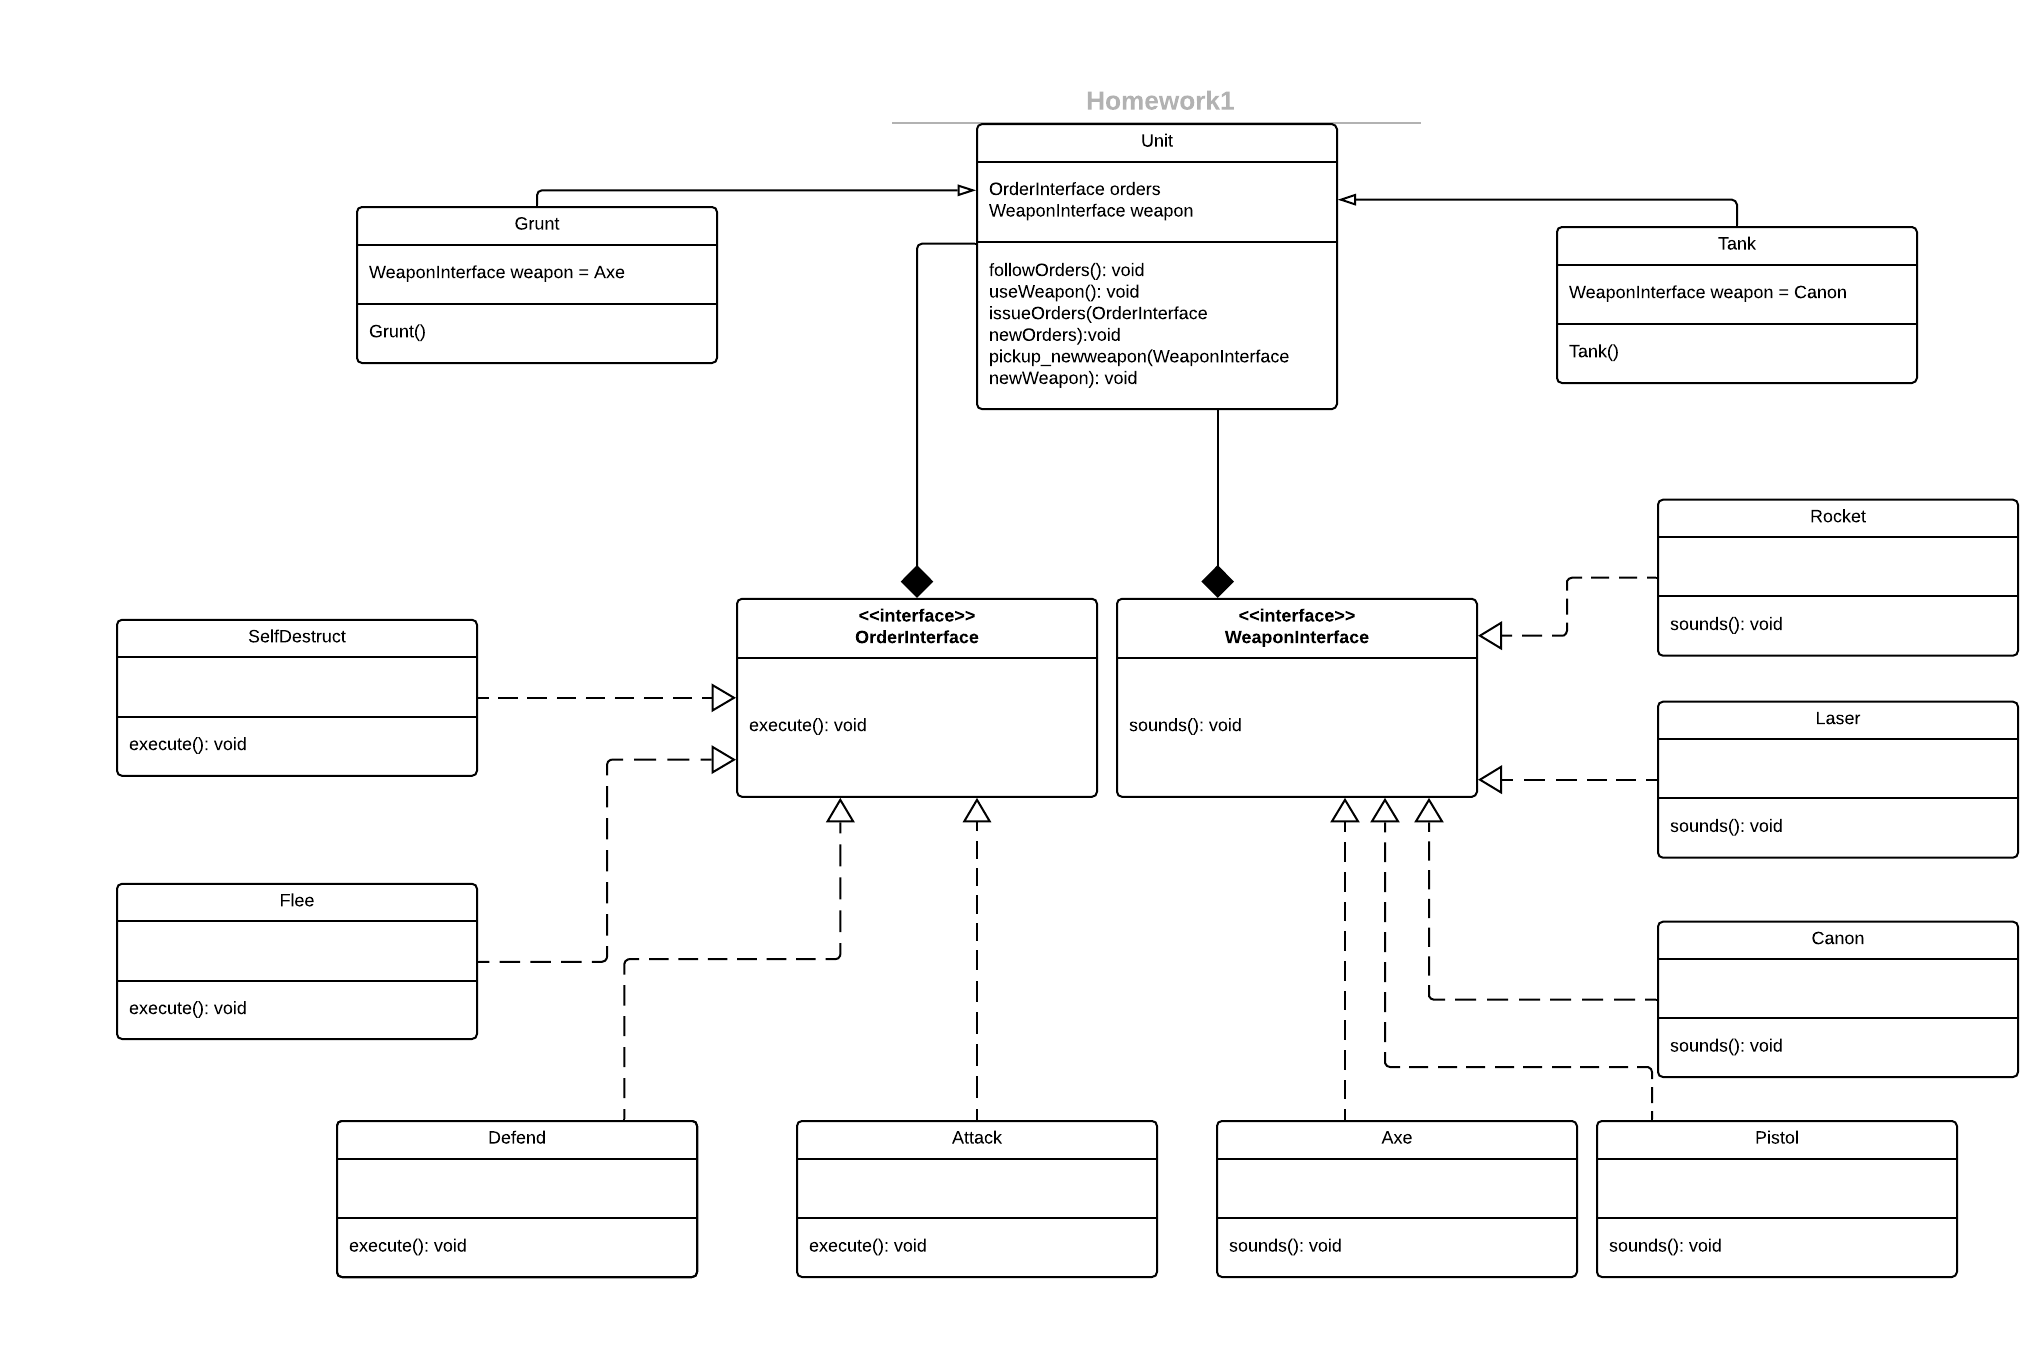 Homework1
Unit
OrderInterface orders
WeaponInterface weapon
followOrders(): void
useWeapon(): void
issueOrders(OrderInterface
newOrders):void
pickup_newweapon(WeaponInterface
newWeapon): void
Grunt
WeaponInterface weapon = Axe
Grunt()
Tank
WeaponInterface weapon = Canon
Tank()
<<interface>>
OrderInterface
execute(): void
<<interface>>
WeaponInterface
sounds(): void
Rocket
sounds(): void
SelfDestruct
execute(): void
Laser
sounds(): void
Flee
execute(): void
Canon
sounds(): void
Defend
execute(): void
Attack
execute(): void
Axe
sounds(): void
Pistol
sounds(): void